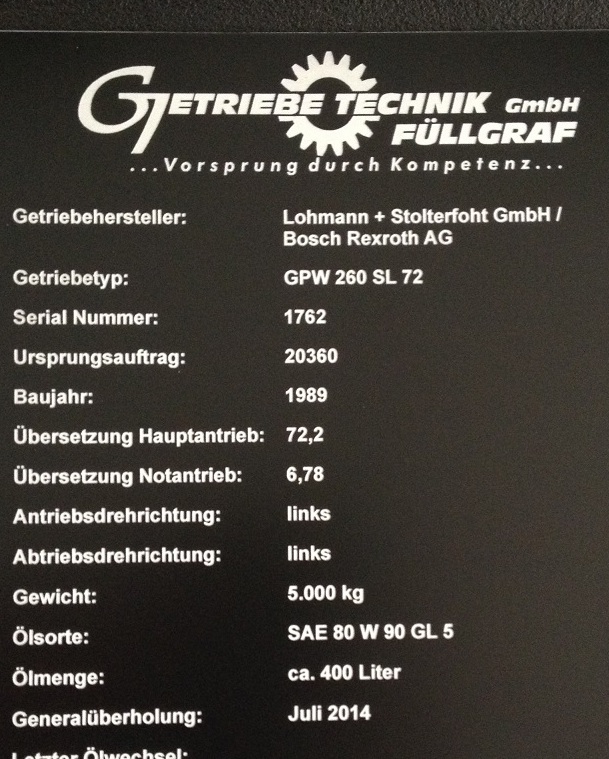 GETRIEBE TECHNIK GmbH
FÜLLGRAF
...Vorsprung durch Kompetenz...
Getriebehersteller: Lohmann + Stolterfoht GmbH /
Bosch Rexroth AG
Getriebetyp: GPW 260 SL 72
Serial Nummer: 1762
Ursprungsauftrag: 20360
Baujahr: 1989
Übersetzung Hauptantrieb: 72,2
Übersetzung Notantrieb: 6,78
Antriebsdrehrichtung: links
Abtriebsdrehrichtung: links
Gewicht: 5.000 kg
Ölsorte: SAE 80 W 90 GL 5
Ölmenge: ca. 400 Liter
Generalüberholung: Juli 2014
Letzter Ölwechsel: